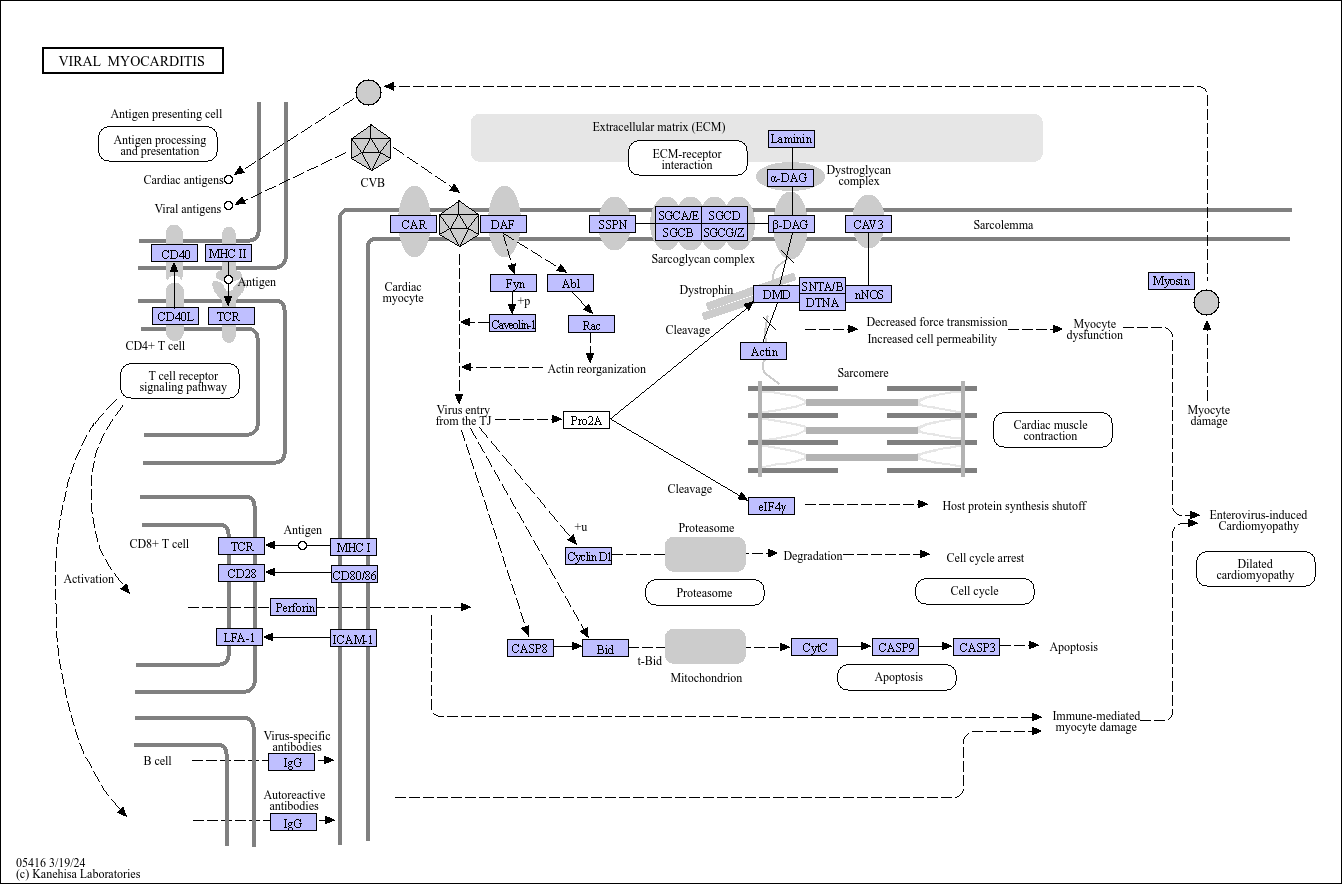 VIRAL MYOCARDITIS
Antigen presenting cell
Antigen processing
and presentation
Cardiac antigens
Viral antigens
CVB
Extracellular matrix (ECM)
ECM-receptor
interaction
Laminin
α-DAG
Dystroglycan
complex
CAR
DAF
SSPN
SGCA/E
SGCD
SGCB
SGCG/Z
β-DAG
CAV3
Sarcolemma
CD40
MHC II
Antigen
CD40L
TCR
CD4+ T cell
T cell receptor
signaling pathway
Cardiac
myocyte
Fyn
Abl
+p
Caveolin-1
Rac
Actin reorganization
Sarcoglycan complex
Dystrophin
DMD
SNTA/B
DTNA
nNOS
Cleavage
Actin
Decreased force transmission
Increased cell permeability
Myocyte
dysfunction
Myosin
Myocyte
damage
Sarcomere
Cardiac muscle
contraction
Virus entry
from the TJ
Pro2A
Cleavage
eIF4γ
Host protein synthesis shutoff
Enterovirus-induced
Cardiomyopathy
Dilated
cardiomyopathy
CD8+ T cell
TCR
Antigen
MHC I
CD28
CD80/86
Activation
Perforin
LFA-1
ICAM-1
+u
Cyclin D1
Proteasome
Degradation
Cell cycle arrest
Proteasome
Cell cycle
CASP8
Bid
t-Bid
Mitochondrion
CytC
CASP9
CASP3
Apoptosis
Apoptosis
Immune-mediated
myocyte damage
B cell
Virus-specific
antibodies
IgG
Autoreactive
antibodies
IgG
05416 3/19/24
(c) Kanehisa Laboratories